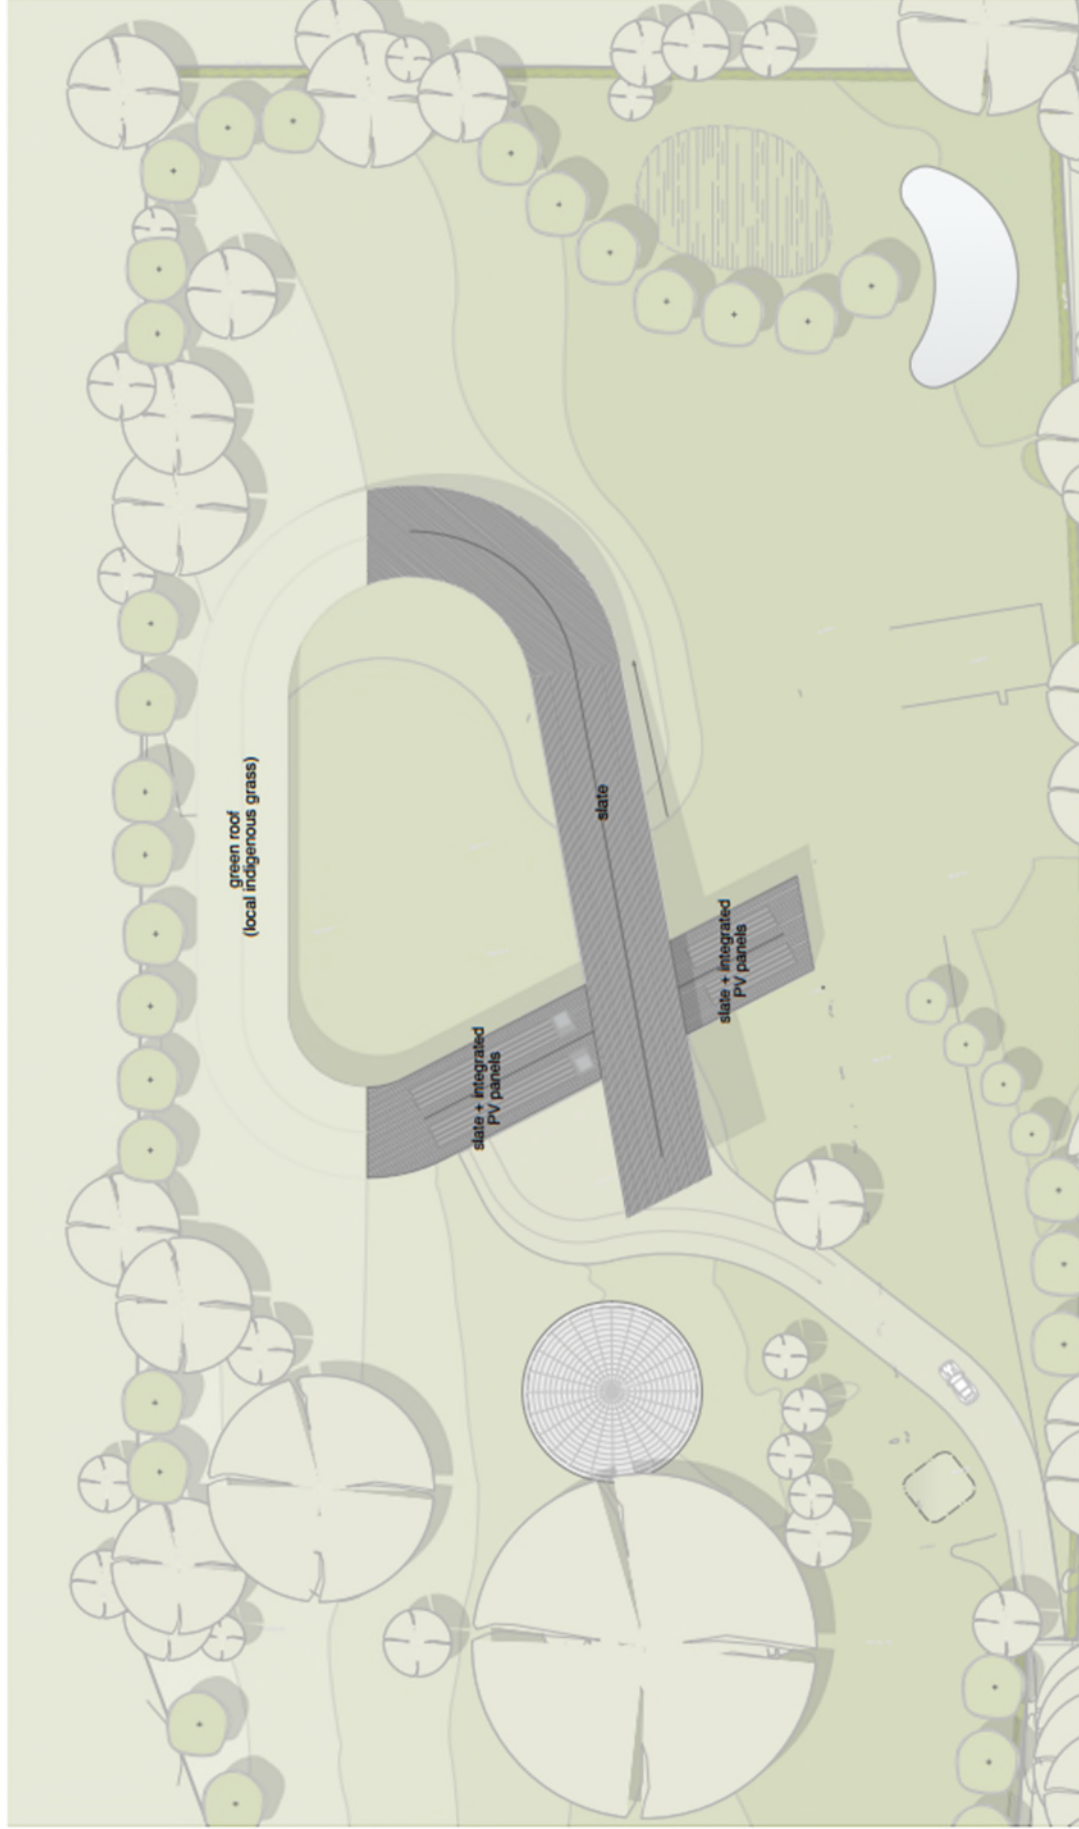 green roof
(local indigenous grass)
slate
slate + integrated
PV panels
slate + integrated
PV panels